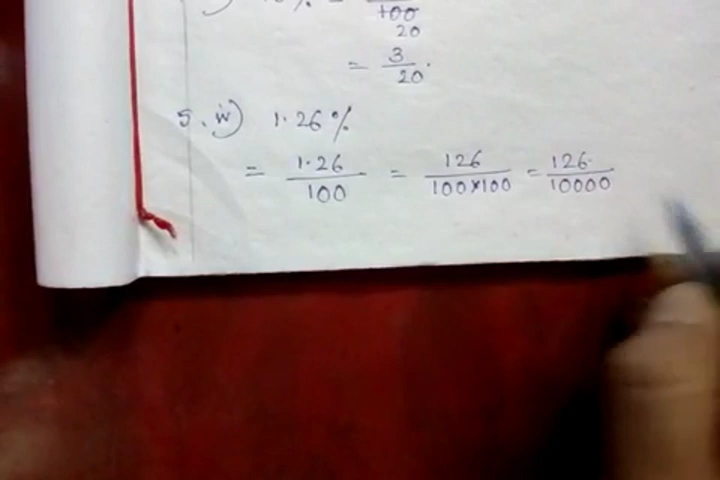 % =
100
20
= 3/20.
5. iv) 1.26%
= 1.26/100 = 126/100×100 = 126/10000